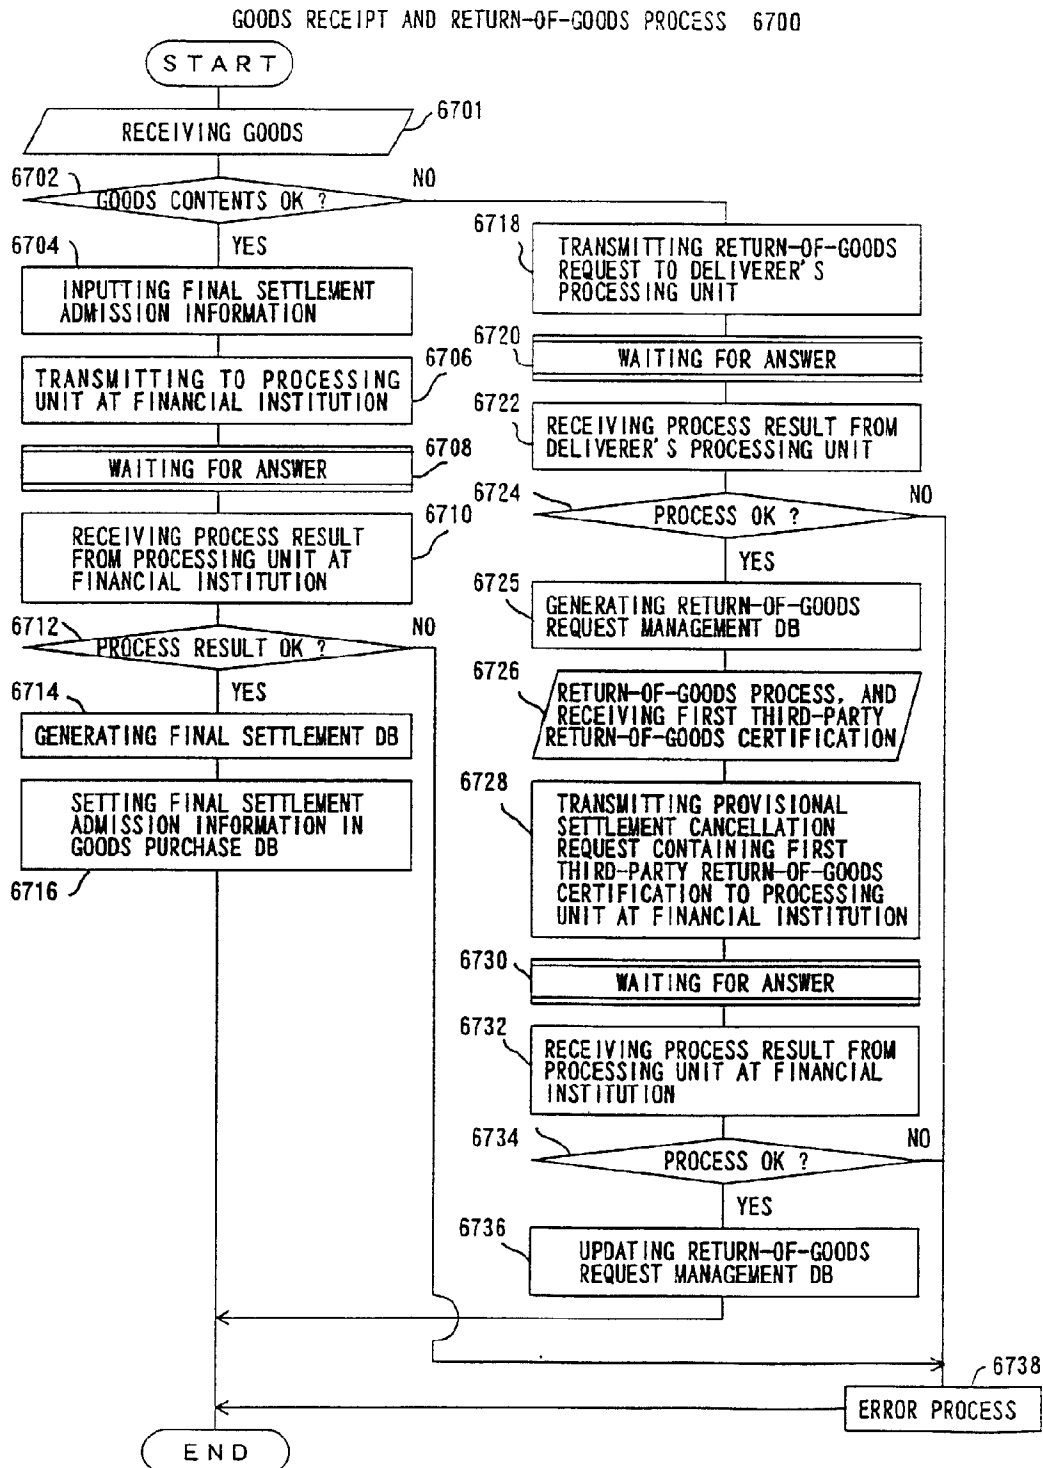 GOODS RECEIPT AND RETURN-OF-GOODS PROCESS 6700
START
6701
RECEIVING GOODS
6702
GOODS CONTENTS OK ?
NO
YES
6704
INPUTTING FINAL SETTLEMENT
ADMISSION INFORMATION
6706
TRANSMITTING TO PROCESSING
UNIT AT FINANCIAL INSTITUTION
6708
WAITING FOR ANSWER
6710
RECEIVING PROCESS RESULT
FROM PROCESSING UNIT AT
FINANCIAL INSTITUTION
6712
PROCESS RESULT OK ?
NO
YES
6714
GENERATING FINAL SETTLEMENT DB
SETTING FINAL SETTLEMENT
ADMISSION INFORMATION IN
GOODS PURCHASE DB
6716
6718
TRANSMITTING RETURN-OF-GOODS
REQUEST TO DELIVERER'S
PROCESSING UNIT
6720
WAITING FOR ANSWER
6722
RECEIVING PROCESS RESULT FROM
DELIVERER'S PROCESSING UNIT
6724
PROCESS OK ?
NO
YES
6725
GENERATING RETURN-OF-GOODS
REQUEST MANAGEMENT DB
6726
RETURN-OF-GOODS PROCESS, AND
RECEIVING FIRST THIRD-PARTY
RETURN-OF-GOODS CERTIFICATION
6728
TRANSMITTING PROVISIONAL
SETTLEMENT CANCELLATION
REQUEST CONTAINING FIRST
THIRD-PARTY RETURN-OF-GOODS
CERTIFICATION TO PROCESSING
UNIT AT FINANCIAL INSTITUTION
6730
WAITING FOR ANSWER
6732
RECEIVING PROCESS RESULT FROM
PROCESSING UNIT AT FINANCIAL
INSTITUTION
6734
PROCESS OK ?
NO
YES
6736
UPDATING RETURN-OF-GOODS
REQUEST MANAGEMENT DB
6738
ERROR PROCESS
END